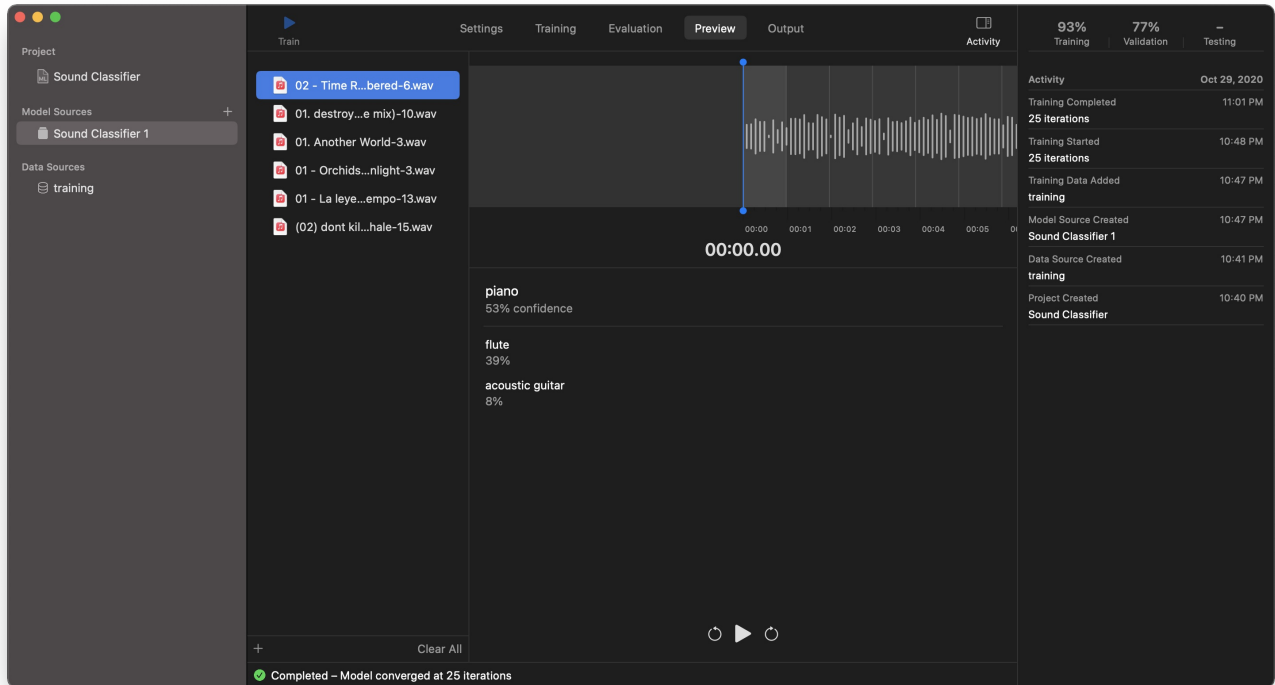 Project
Sound Classifier
Model Sources
+
Sound Classifier 1
Data Sources
training
Train
Settings
Training
Evaluation
Preview
Output
Activity
02 - Time R...bered-6.wav
01. destroy...e mix)-10.wav
01. Another World-3.wav
01 - Orchids...nlight-3.wav
01 - La leye...empo-13.wav
(02) dont kil...hale-15.wav
+
Clear All
00:00 00:01 00:02 00:03 00:04 00:05
00:00.00
piano
53% confidence
flute
39%
acoustic guitar
8%
Completed – Model converged at 25 iterations
93% 77% –
Training Validation Testing
Activity Oct 29, 2020
Training Completed 11:01 PM
25 iterations
Training Started 10:48 PM
25 iterations
Training Data Added 10:47 PM
training
Model Source Created 10:47 PM
Sound Classifier 1
Data Source Created 10:41 PM
training
Project Created 10:40 PM
Sound Classifier